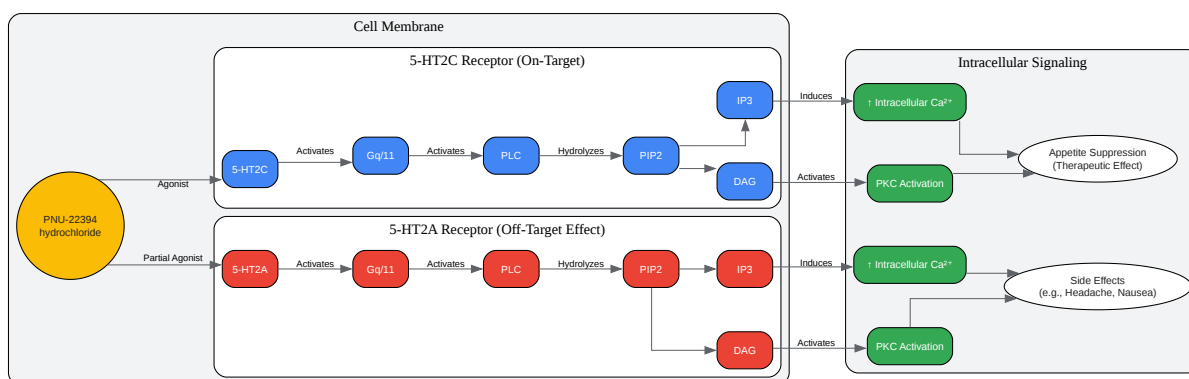 Cell Membrane
5-HT2C Receptor (On-Target)
Intracellular Signaling
IP3
Induces
↑ Intracellular Ca²⁺
5-HT2C
Activates
Gq/11
Activates
PLC
Hydrolyzes
PIP2
DAG
Activates
PKC Activation
Appetite Suppression
(Therapeutic Effect)
Agonist
PNU-22394
hydrochloride
Partial Agonist
5-HT2A Receptor (Off-Target Effect)
5-HT2A
Activates
Gq/11
Activates
PLC
Hydrolyzes
PIP2
IP3
Induces
↑ Intracellular Ca²⁺
Side Effects
(e.g., Headache, Nausea)
DAG
Activates
PKC Activation